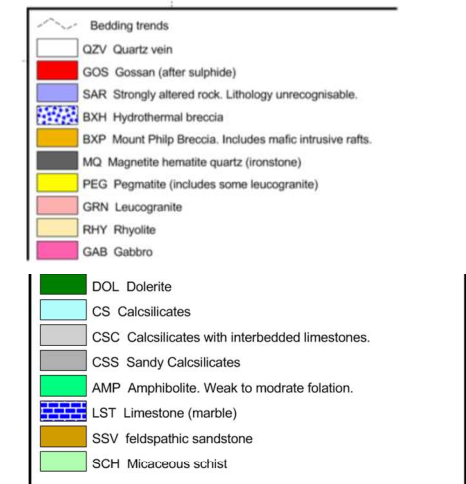 Bedding trends
QZV Quartz vein
GOS Gossan (after sulphide)
SAR Strongly altered rock. Lithology unrecognisable.
BXH Hydrothermal breccia
BXP Mount Philp Breccia. Includes mafic intrusive rafts.
MQ Magnetite hematite quartz (ironstone)
PEG Pegmatite (includes some leucogranite)
GRN Leucogranite
RHY Rhyolite
GAB Gabbro
DOL Dolerite
CS Calcsilicates
CSC Calcsilicates with interbedded limestones.
CSS Sandy Calcsilicates
AMP Amphibolite. Weak to modrate folation.
LST Limestone (marble)
SSV feldspathic sandstone
SCH Micaceous schist